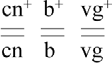 cn⁺ b⁺ vg⁺
cn b vg